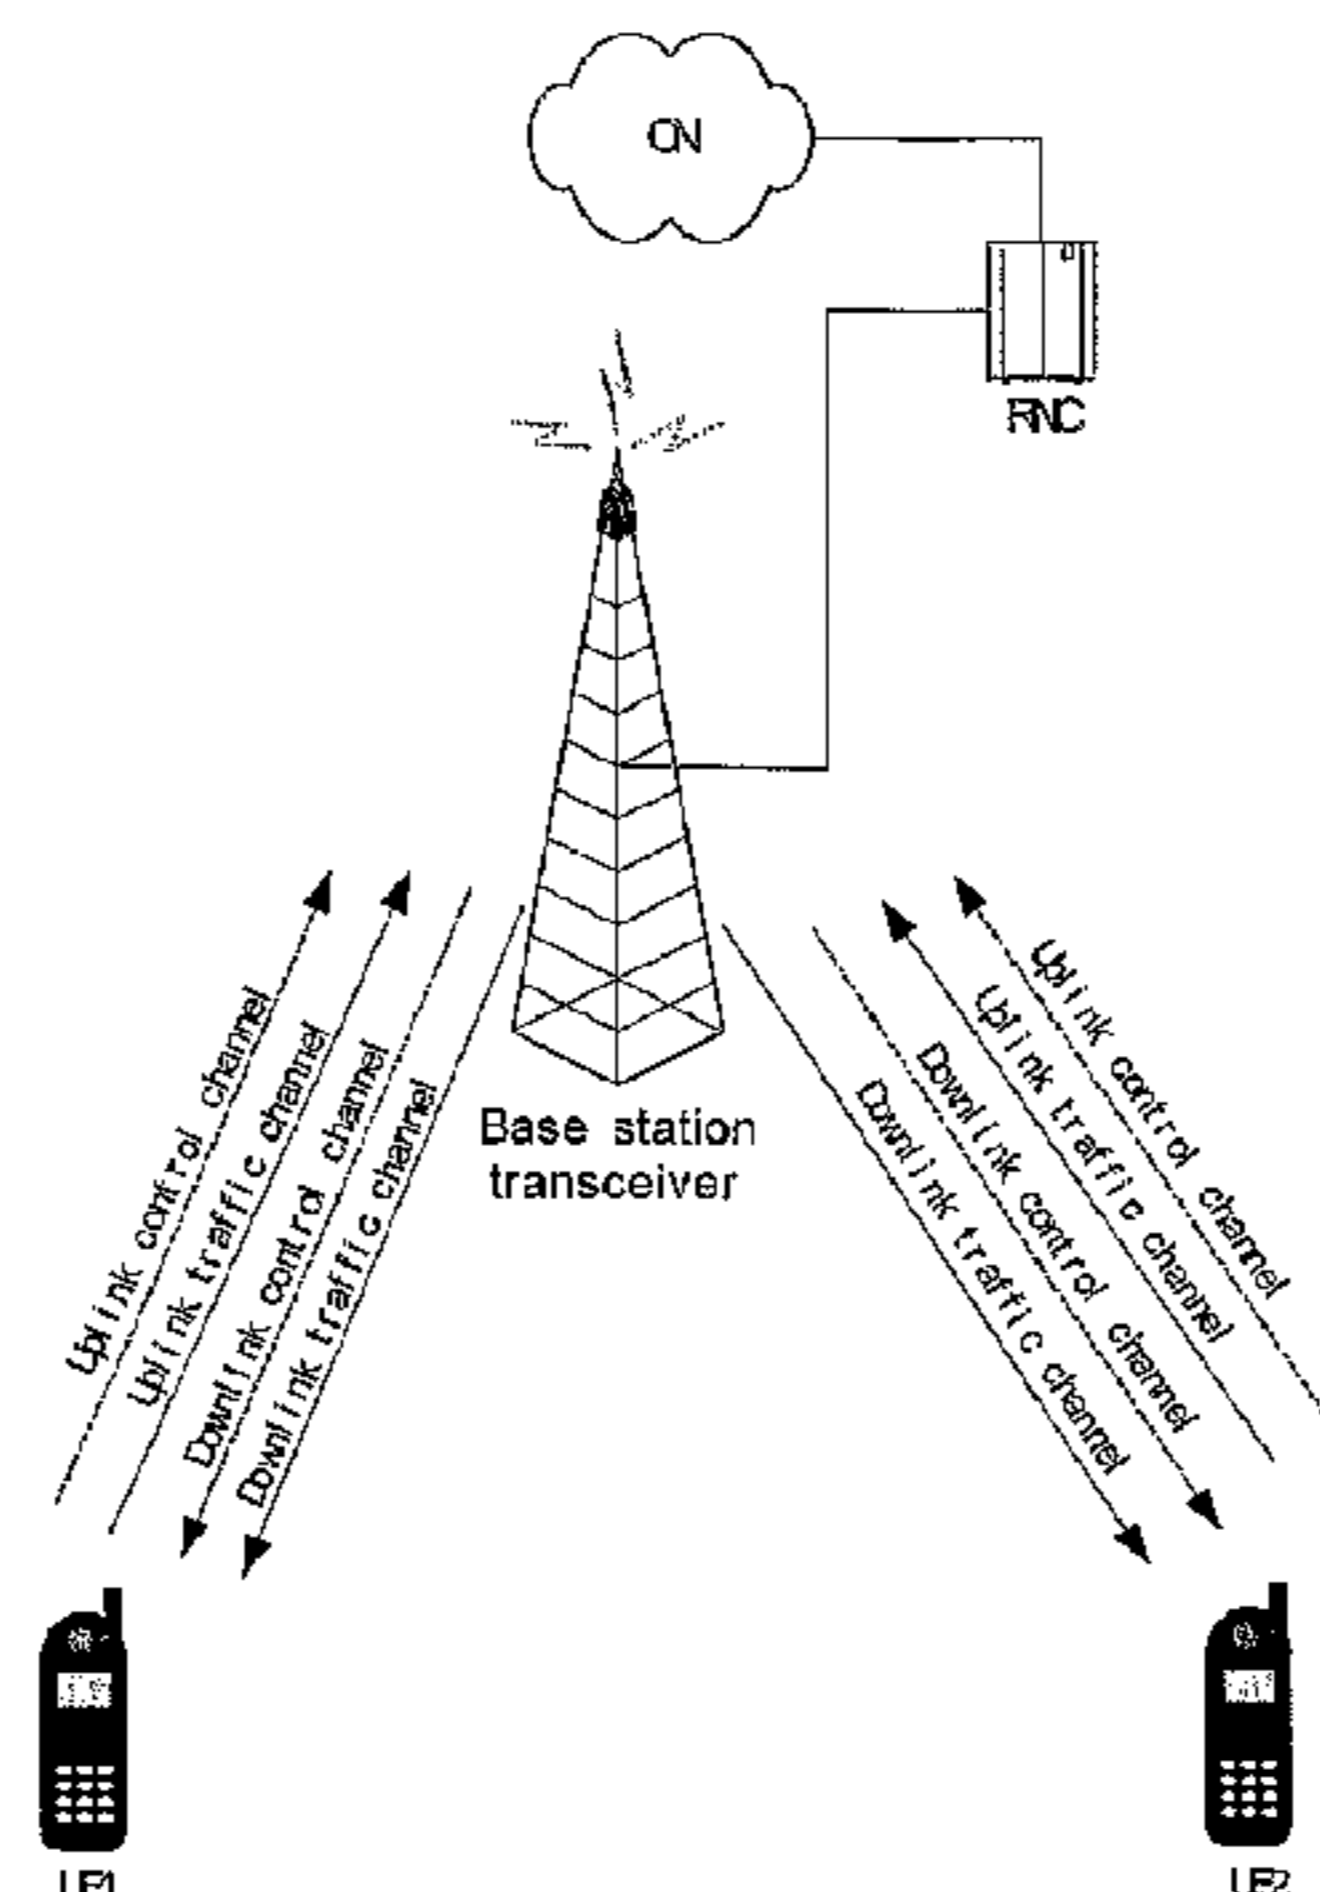 CN
RNC
Uplink control channel
Uplink traffic channel
Downlink control channel
Downlink traffic channel
Base station
transceiver
Downlink traffic channel
Downlink control channel
Uplink traffic channel
Uplink control channel
UE1
UE2